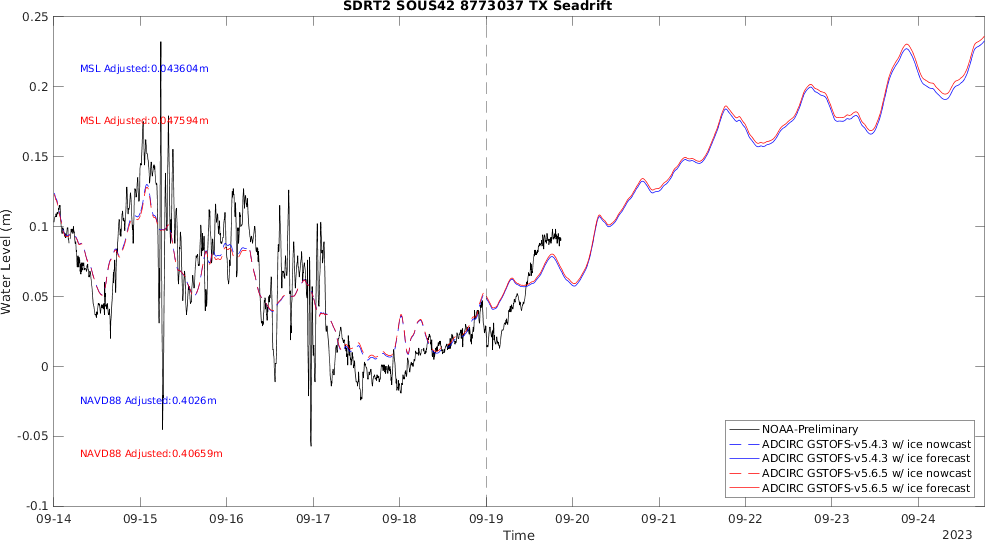 SDRT2 SOUS42 8773037 TX Seadrift
0.25
0.2
0.15
0.1
0.05
0
-0.05
-0.1
Water Level (m)
MSL Adjusted:0.043604m
MSL Adjusted:0.047594m
NAVD88 Adjusted:0.4026m
NAVD88 Adjusted:0.40659m
NOAA-Preliminary
ADCIRC GSTOFS-v5.4.3 w/ ice nowcast
ADCIRC GSTOFS-v5.4.3 w/ ice forecast
ADCIRC GSTOFS-v5.6.5 w/ ice nowcast
ADCIRC GSTOFS-v5.6.5 w/ ice forecast
09-14 09-15 09-16 09-17 09-18 09-19 09-20 09-21 09-22 09-23 09-24
Time
2023